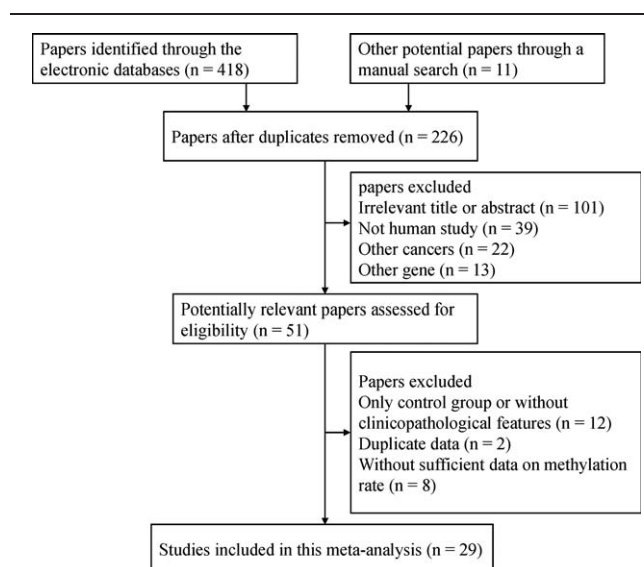 Papers identified through the
electronic databases (n = 418)
Other potential papers through a
manual search (n = 11)
Papers after duplicates removed (n = 226)
papers excluded
Irrelevant title or abstract (n = 101)
Not human study (n = 39)
Other cancers (n = 22)
Other gene (n = 13)
Potentially relevant papers assessed for
eligibility (n = 51)
Papers excluded
Only control group or without
clinicopathological features (n = 12)
Duplicate data (n = 2)
Without sufficient data on methylation
rate (n = 8)
Studies included in this meta-analysis (n = 29)